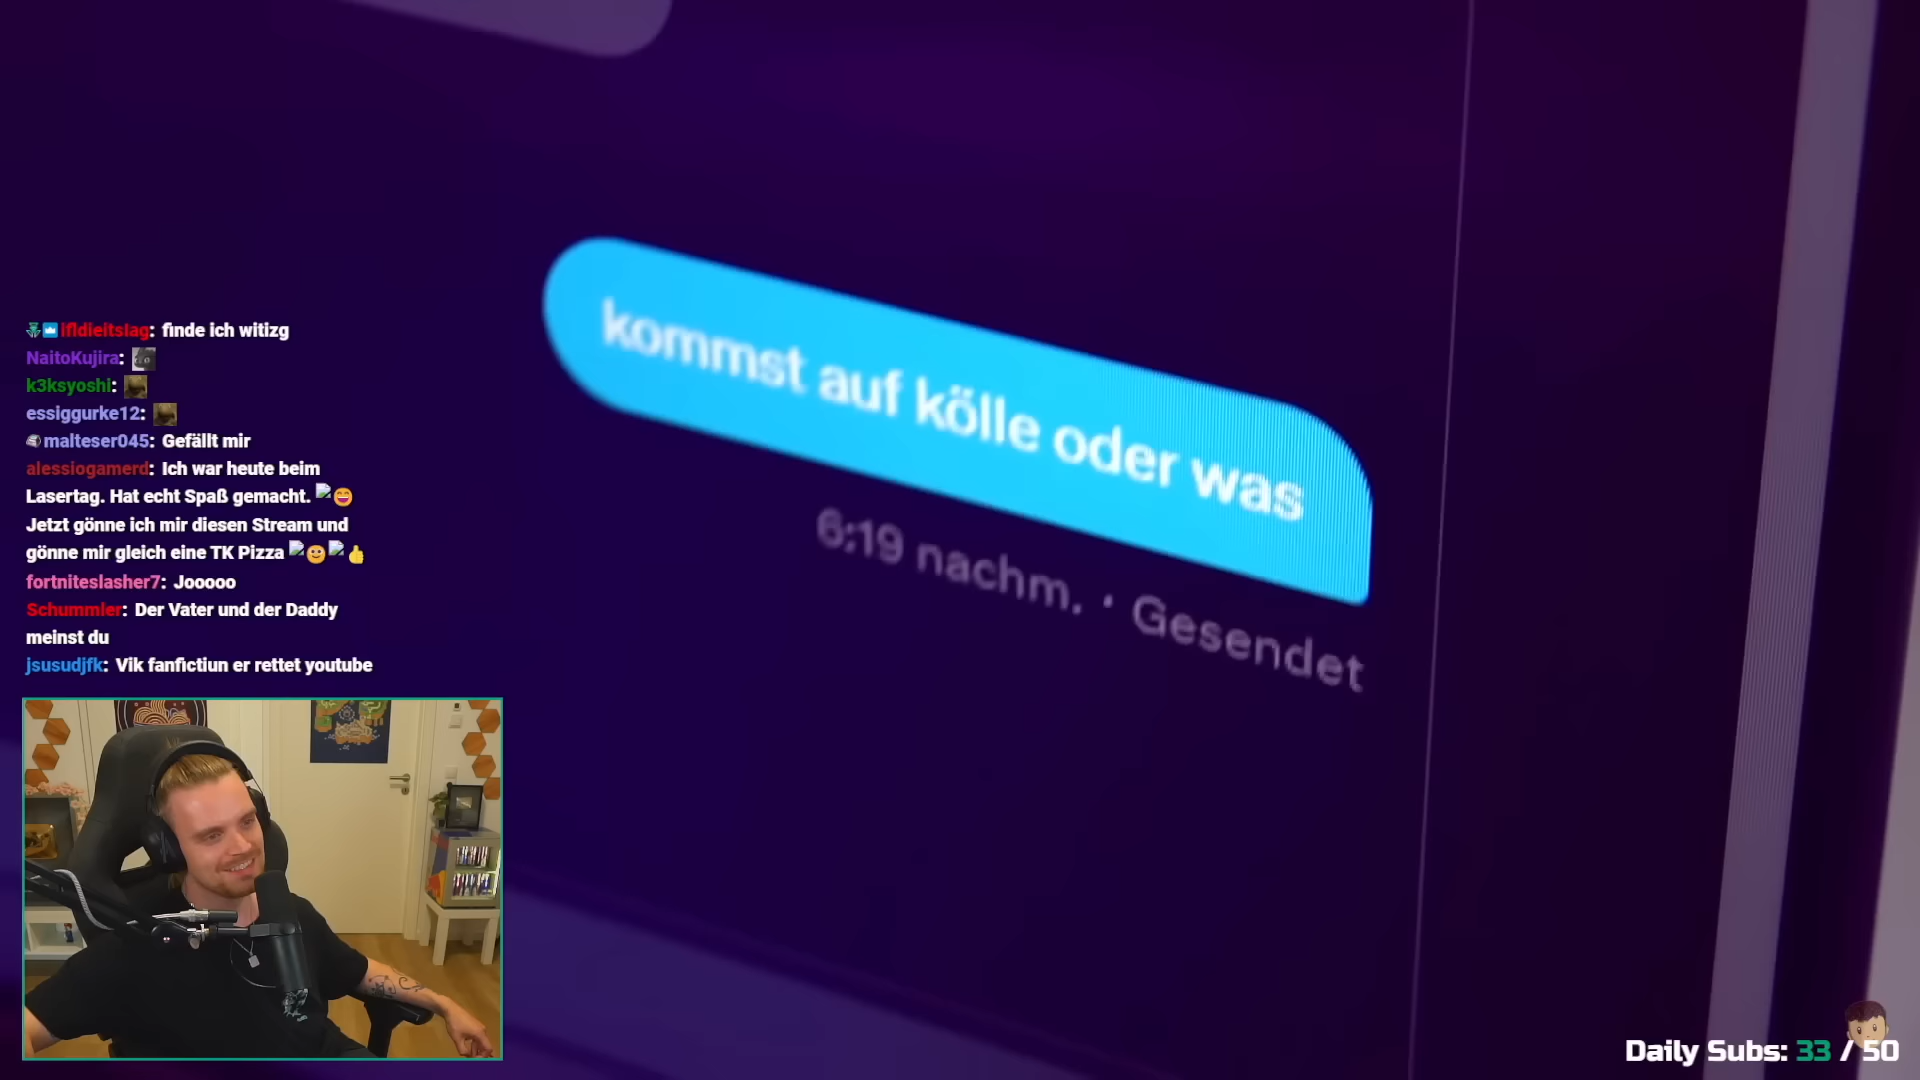 lfldieitslag: finde ich witizg
NaitoKujira:
k3ksyoshi:
essiggurke12:
malteser045: Gefällt mir
alessiogamerd: Ich war heute beim
Lasertag. Hat echt Spaß gemacht. 😄
Jetzt gönne ich mir diesen Stream und
gönne mir gleich eine TK Pizza 🙂👍
fortniteslasher7: Jooooo
Schummler: Der Vater und der Daddy
meinst du
jsusudjfk: Vik fanfictiun er rettet youtube
kommst auf kölle oder was
6:19 nachm. · Gesendet
Daily Subs: 33 / 50